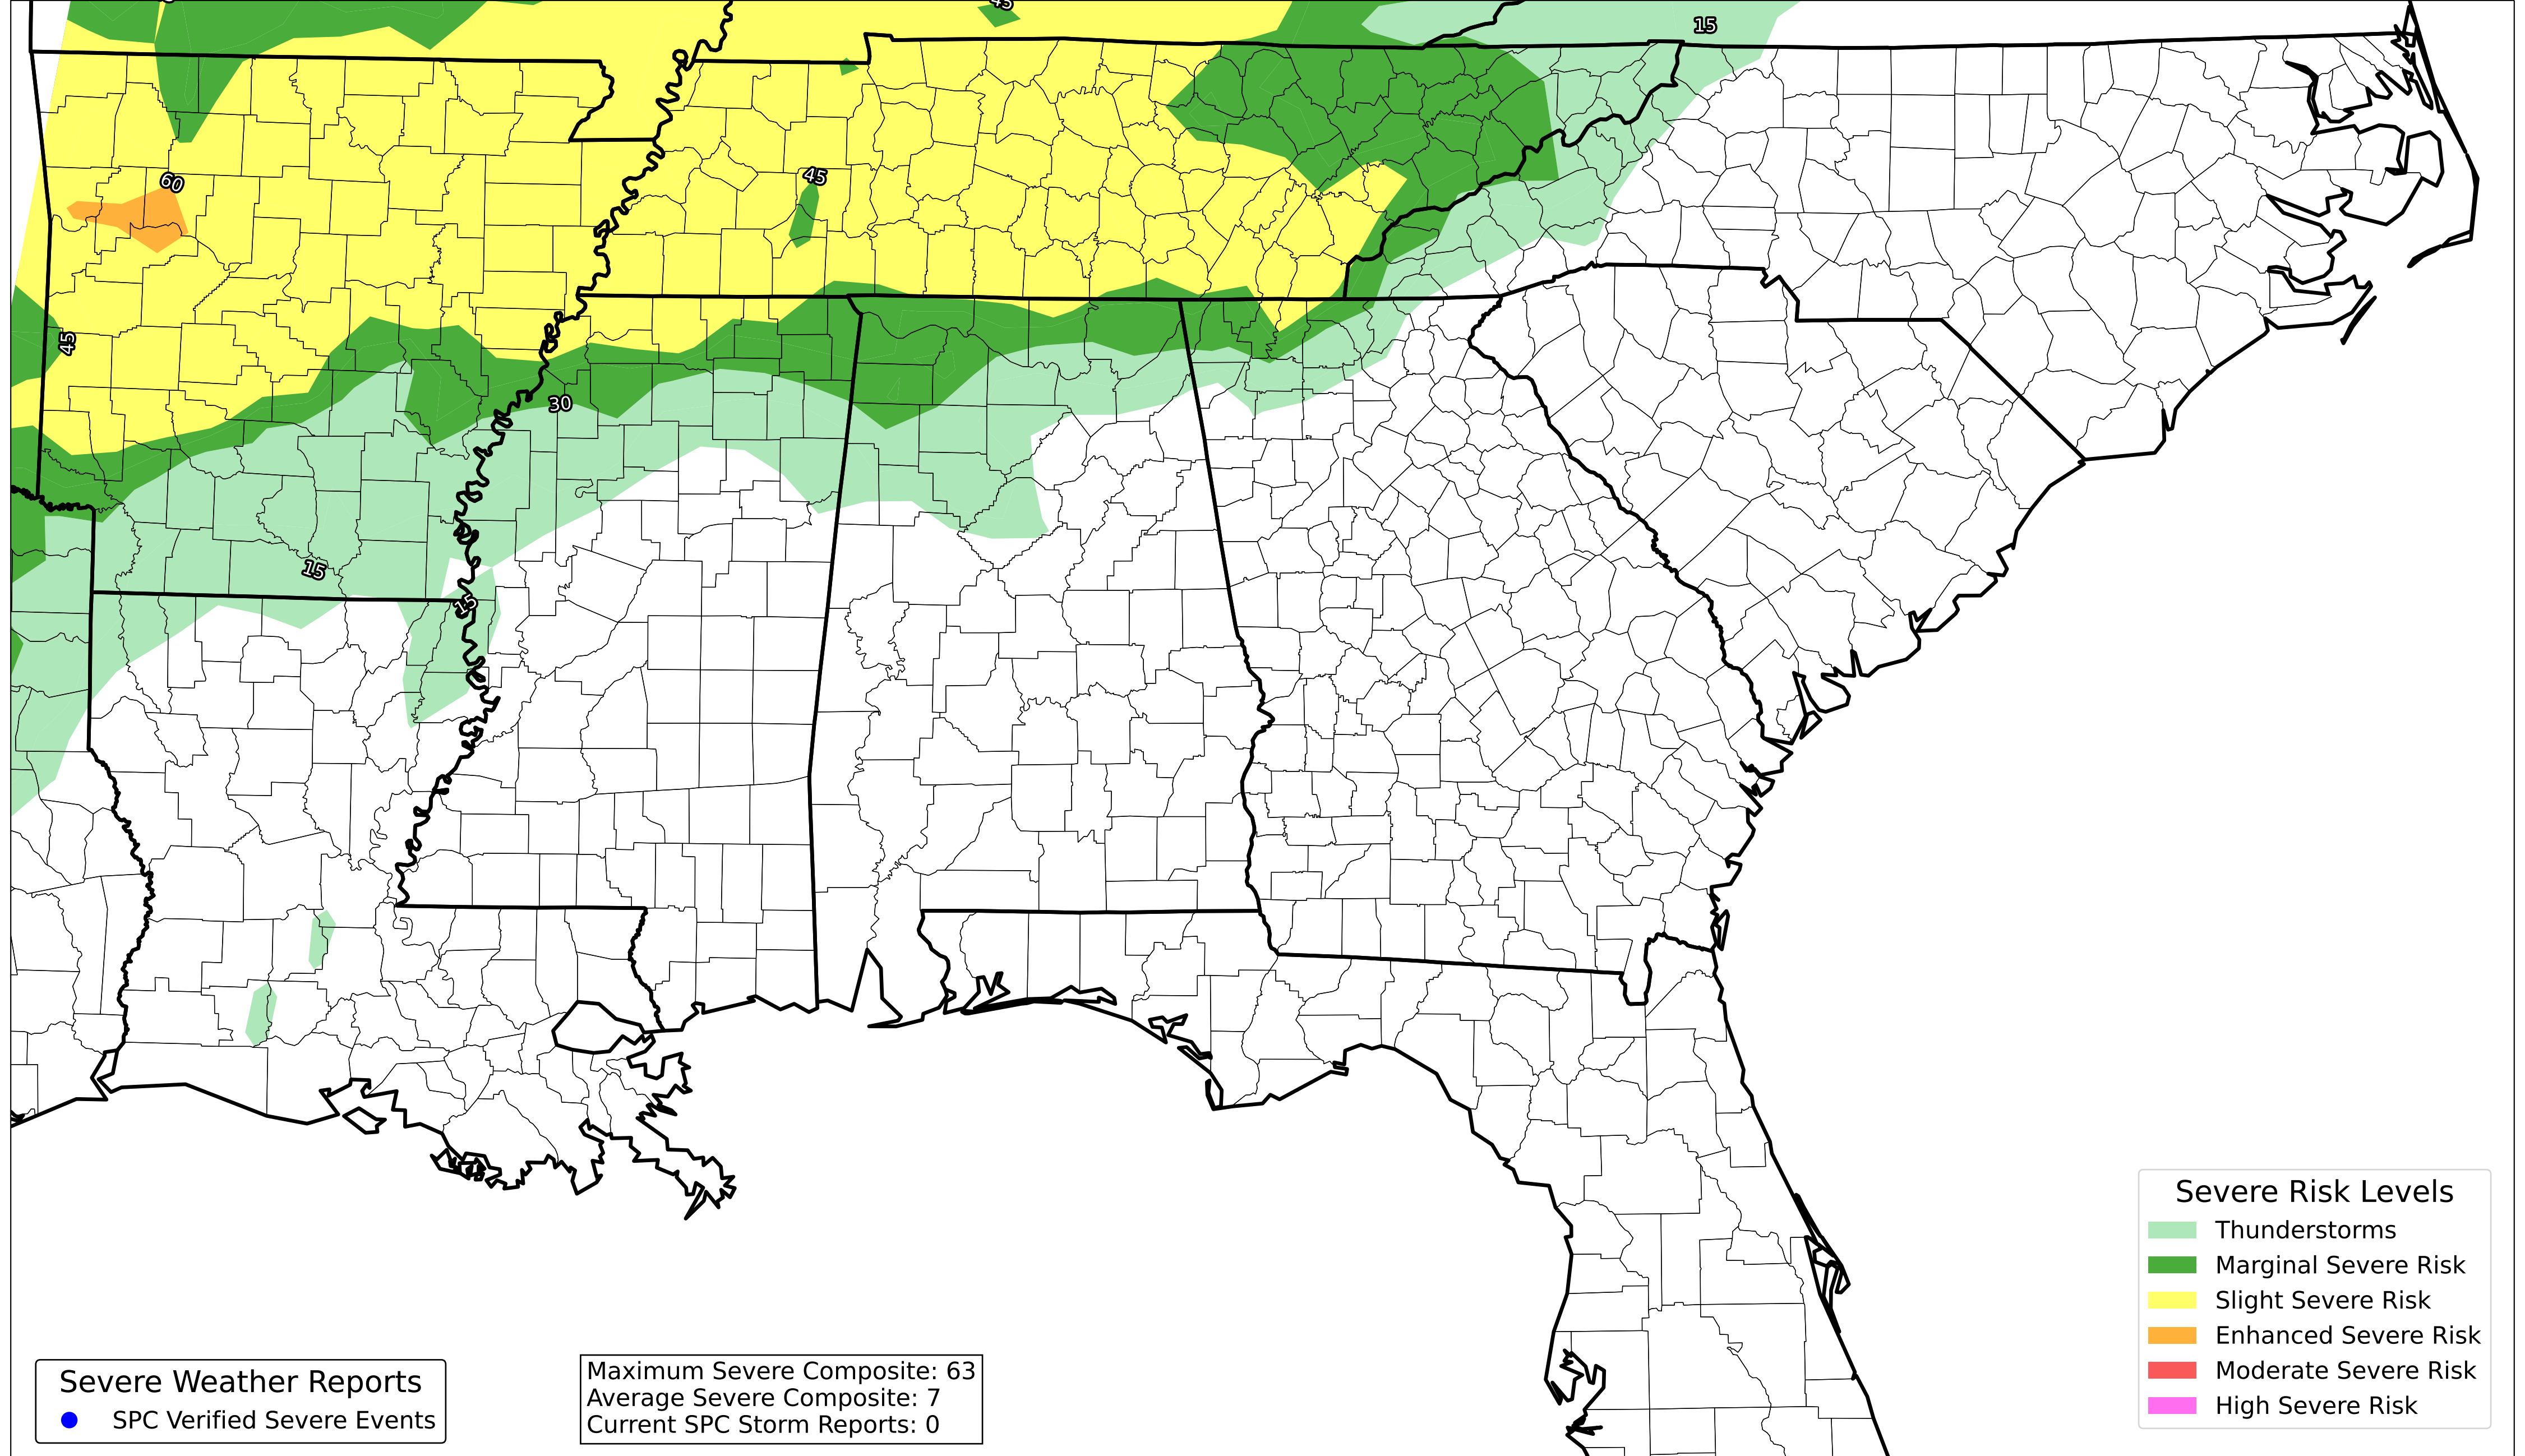 45
15
60
45
45
30
15
15
Severe Risk Levels
Thunderstorms
Marginal Severe Risk
Slight Severe Risk
Enhanced Severe Risk
Moderate Severe Risk
High Severe Risk
Severe Weather Reports
SPC Verified Severe Events
Maximum Severe Composite: 63
Average Severe Composite: 7
Current SPC Storm Reports: 0